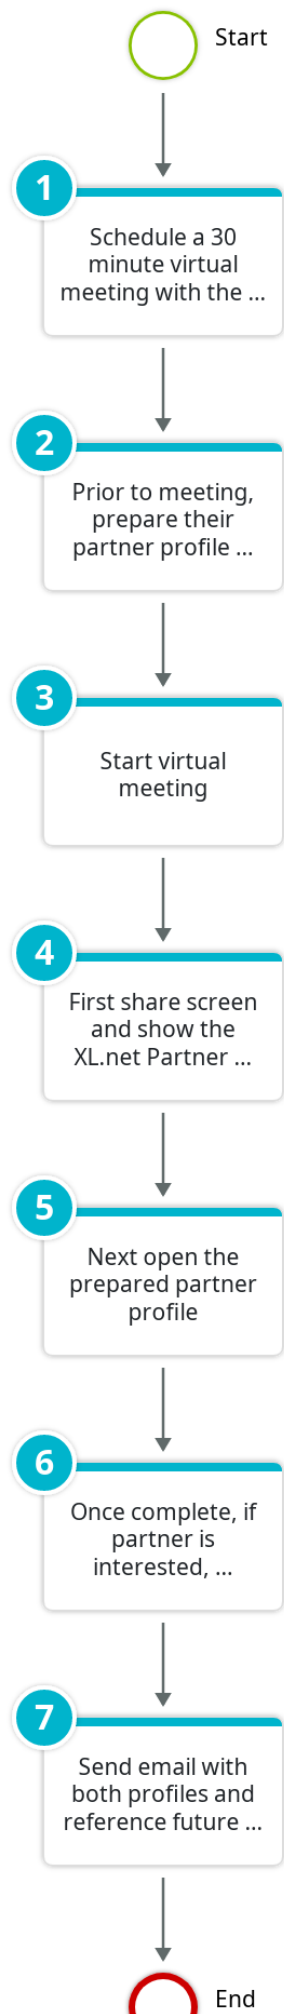 Start
1
Schedule a 30
minute virtual
meeting with the ...
2
Prior to meeting,
prepare their
partner profile ...
3
Start virtual
meeting
4
First share screen
and show the
XL.net Partner ...
5
Next open the
prepared partner
profile
6
Once complete, if
partner is
interested, ...
7
Send email with
both profiles and
reference future ...
End